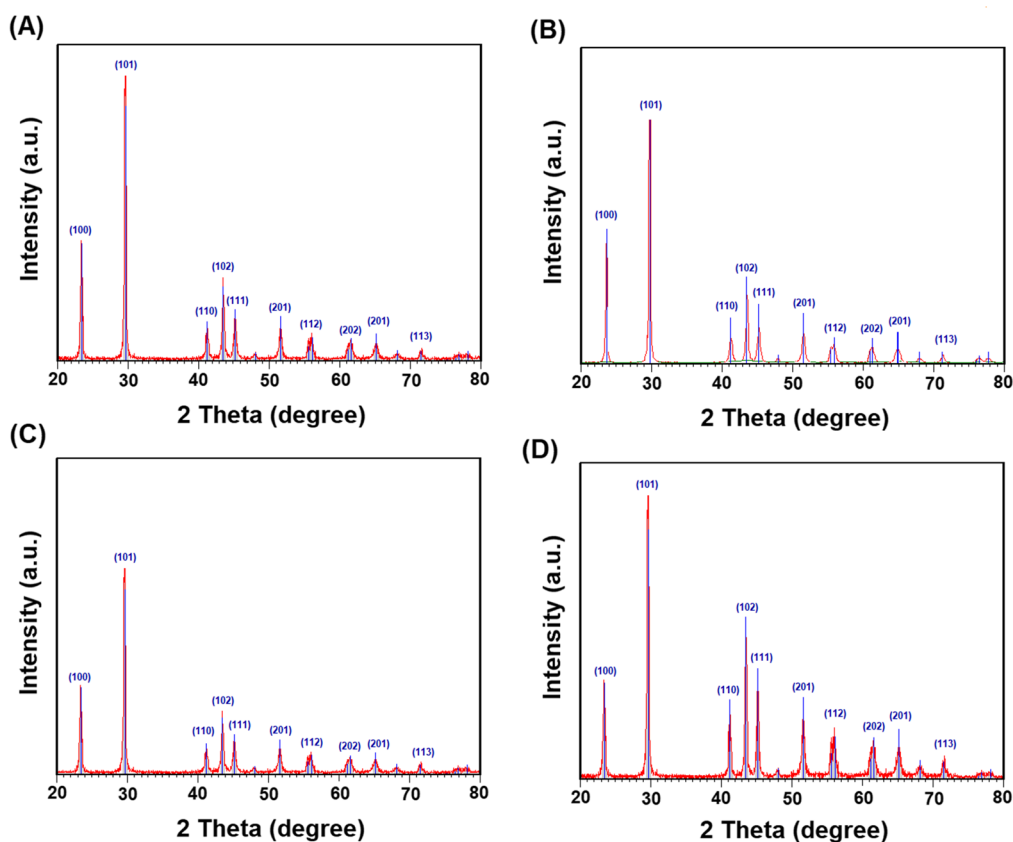 (A)
(101)
(100)
(102)
(110)
(111)
(201)
(112)
(202)
(201)
(113)
Intensity (a.u.)
20 30 40 50 60 70 80
2 Theta (degree)
(B)
(101)
(100)
(102)
(110)
(111)
(201)
(112)
(202)
(201)
(113)
Intensity (a.u.)
20 30 40 50 60 70 80
2 Theta (degree)
(C)
(101)
(100)
(102)
(110)
(111)
(201)
(112)
(202)
(201)
(113)
Intensity (a.u.)
20 30 40 50 60 70 80
2 Theta (degree)
(D)
(101)
(100)
(102)
(110)
(111)
(201)
(112)
(202)
(201)
(113)
Intensity (a.u.)
20 30 40 50 60 70 80
2 Theta (degree)